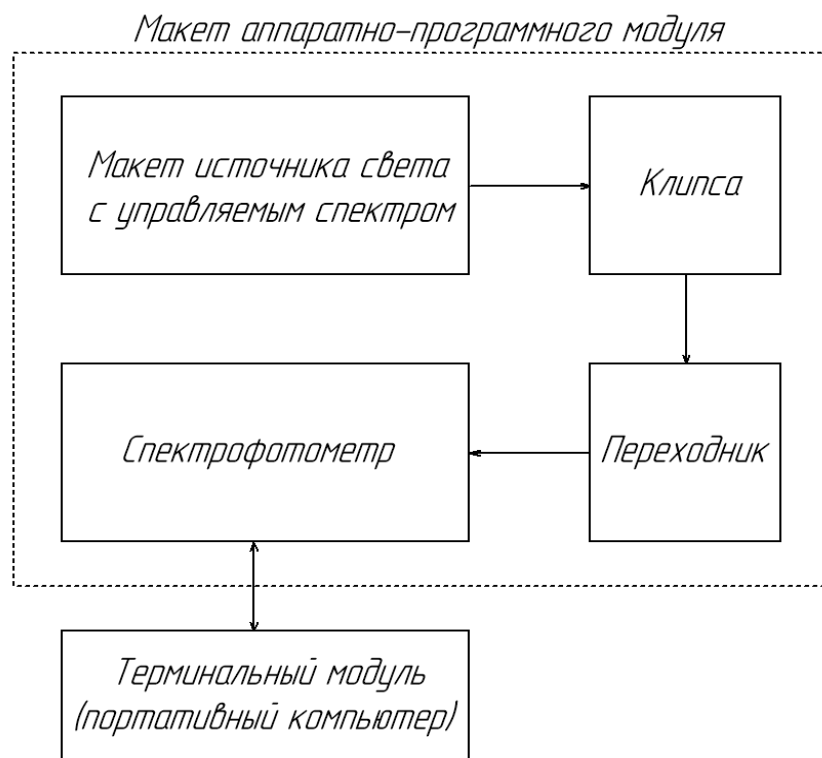 Макет аппаратно-программного модуля
Макет источника света
с управляемым спектром
Клипса
Спектрофотометр
Переходник
Терминальный модуль
(портативный компьютер)